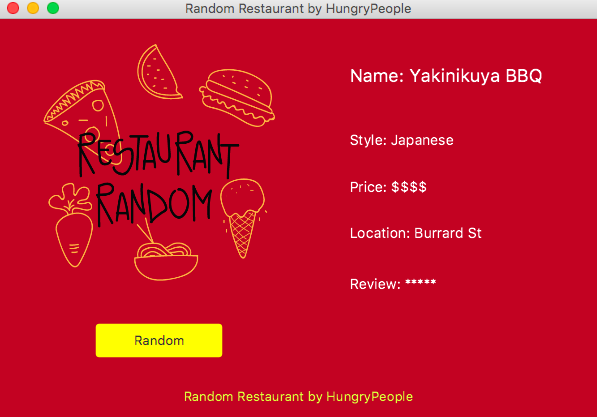 Random Restaurant by HungryPeople
RESTAURANT
RANDOM
Name: Yakinikuya BBQ
Style: Japanese
Price: $$$$
Location: Burrard St
Review: *****
Random
Random Restaurant by HungryPeople